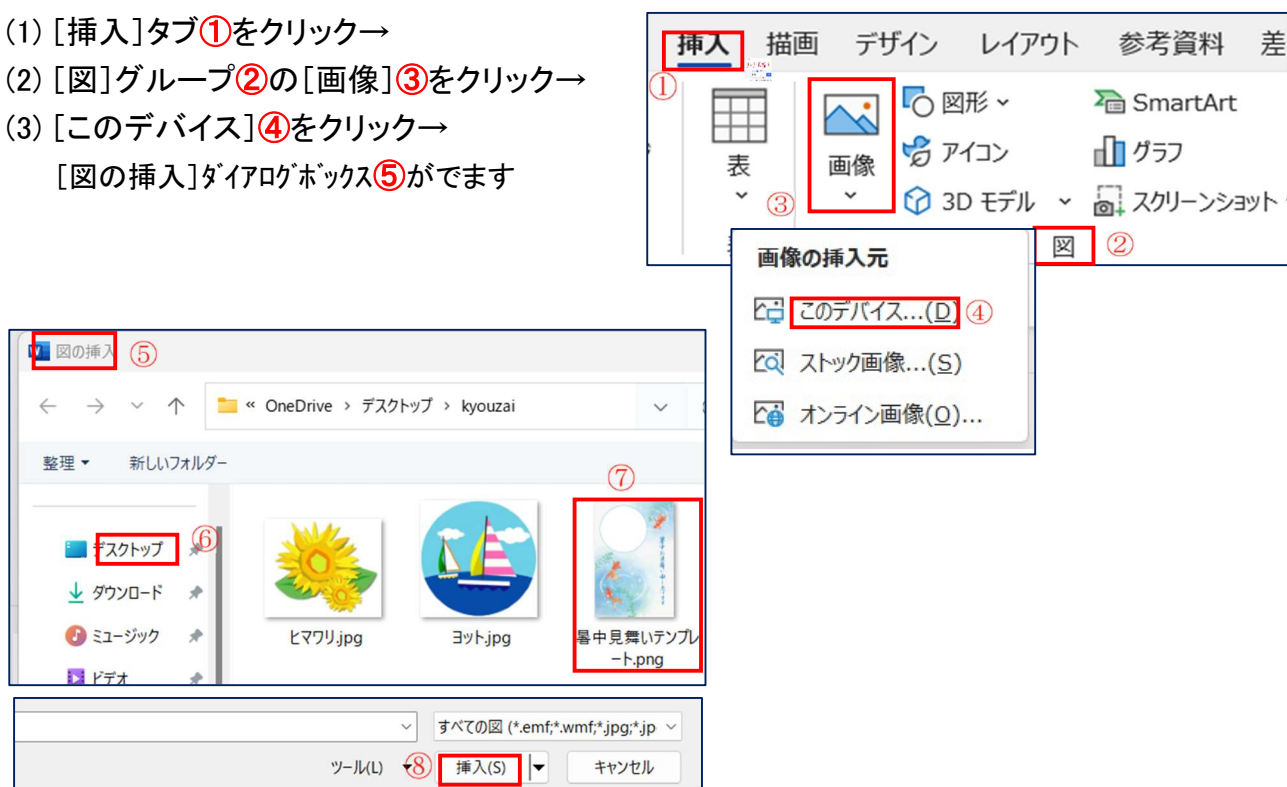 (1) [挿入]タブ①をクリック→
(2) [図]グループ②の[画像]③をクリック→
(3) [このデバイス]④をクリック→
[図の挿入]ダイアログボックス⑤がでます
挿入 描画 デザイン レイアウト 参考資料 差
①
表
画像
③
図形
アイコン
3D モデル
SmartArt
グラフ
スクリーンショット
図 ②
画像の挿入元
このデバイス...(D) ④
ストック画像...(S)
オンライン画像(O)...
図の挿入 ⑤
« OneDrive › デスクトップ › kyouzai
整理 新しいフォルダー
⑦
デスクトップ ⑥
ダウンロード
ミュージック
ビデオ
ヒマワリ.jpg
ヨット.jpg
暑中見舞いテンプレ
ート.png
すべての図 (*.emf;*.wmf;*.jpg;*.jp
ツール(L) ⑧ 挿入(S) キャンセル